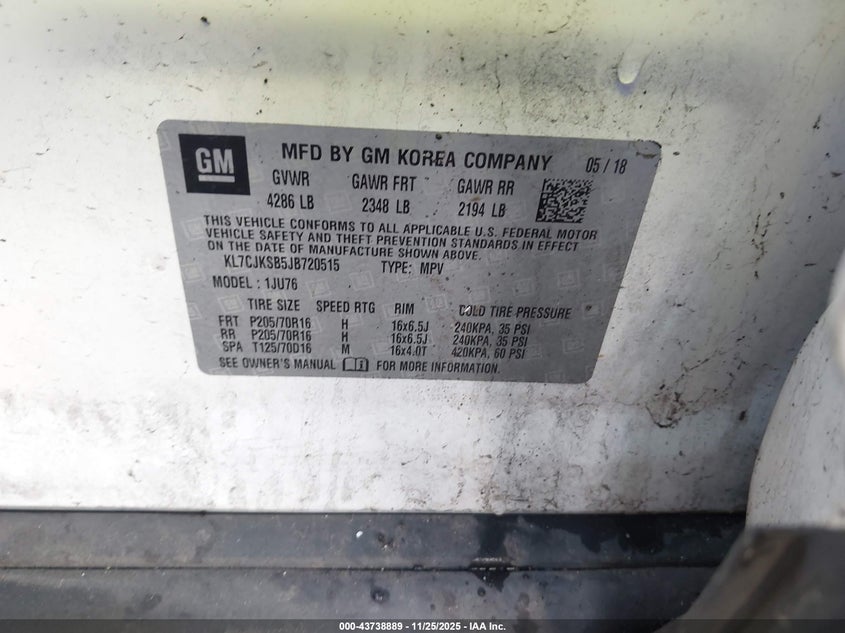 GM
MFD BY GM KOREA COMPANY 05 / 18
GVWR GAWR FRT GAWR RR
4286 LB 2348 LB 2194 LB
THIS VEHICLE CONFORMS TO ALL APPLICABLE U.S. FEDERAL MOTOR
VEHICLE SAFETY AND THEFT PREVENTION STANDARDS IN EFFECT
ON THE DATE OF MANUFACTURE SHOWN ABOVE.
KL7CJKSB5JB720515 TYPE: MPV
MODEL : 1JU76
TIRE SIZE SPEED RTG RIM COLD TIRE PRESSURE
FRT P205/70R16 H 16x6.5J 240KPA, 35 PSI
RR P205/70R16 H 16x6.5J 240KPA, 35 PSI
SPA T125/70D16 M 16x4.0T 420KPA, 60 PSI
SEE OWNER'S MANUAL FOR MORE INFORMATION.
000-43738889 - 11/25/2025 - IAA Inc.